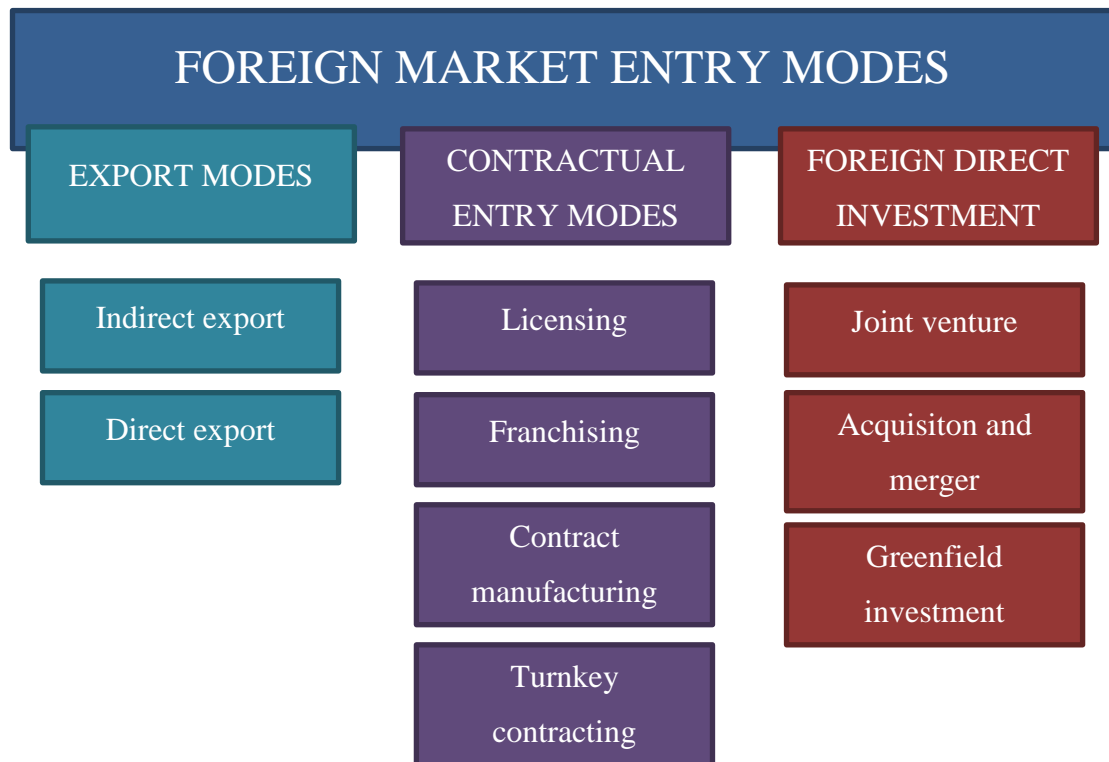 FOREIGN MARKET ENTRY MODES
EXPORT MODES
Indirect export
Direct export
CONTRACTUAL
ENTRY MODES
Licensing
Franchising
Contract
manufacturing
Turnkey
contracting
FOREIGN DIRECT
INVESTMENT
Joint venture
Acquisiton and
merger
Greenfield
investment